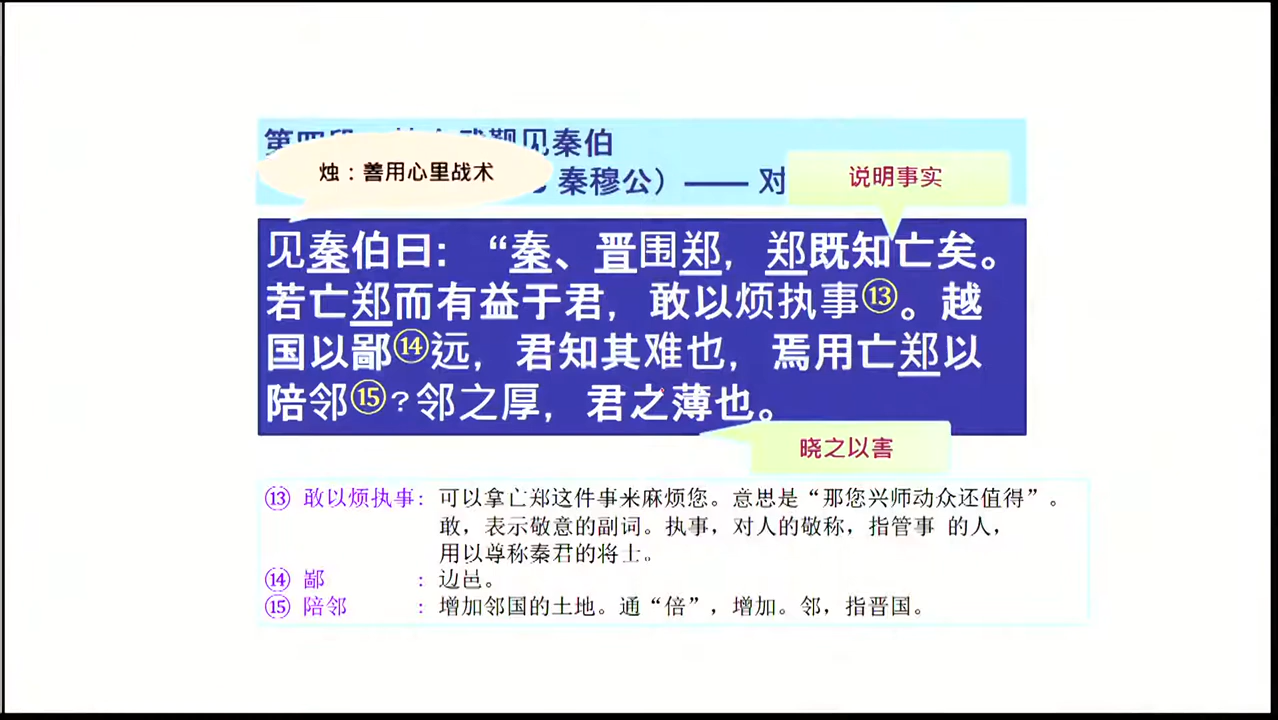 见秦伯
烛：善用心里战术
秦穆公）—— 对
说明事实
见秦伯曰：“秦、晋围郑，郑既知亡矣。
若亡郑而有益于君，敢以烦执事⑬。越
国以鄙⑭远，君知其难也，焉用亡郑以
陪邻⑮？邻之厚，君之薄也。
晓之以害
⑬ 敢以烦执事：可以拿亡郑这件事来麻烦您。意思是“那您兴师动众还值得”。
敢，表示敬意的副词。执事，对人的敬称，指管事 的人，
用以尊称秦君的将士。
⑭ 鄙 ：边邑。
⑮ 陪邻 ：增加邻国的土地。通“倍”，增加。邻，指晋国。